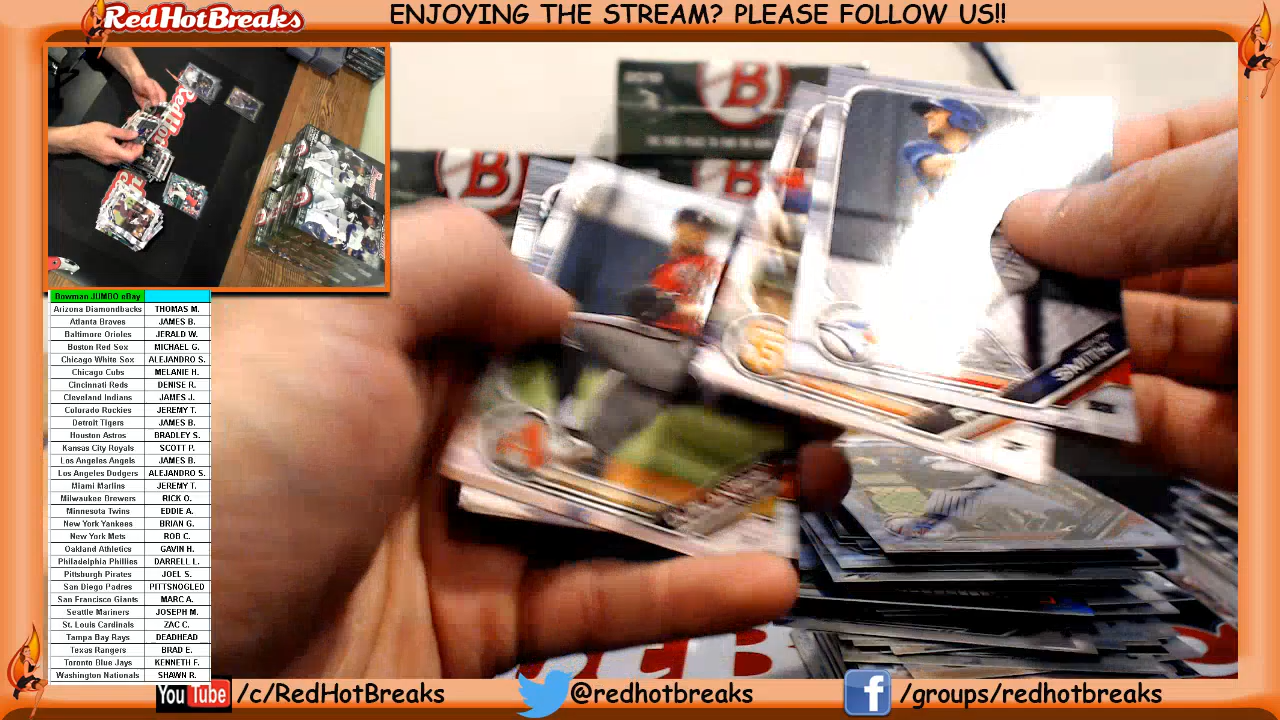 RedHotBreaks
ENJOYING THE STREAM? PLEASE FOLLOW US!!
Bowman JUMBO eBay
Arizona Diamondbacks THOMAS M.
Atlanta Braves JAMES B.
Baltimore Orioles JERALD W.
Boston Red Sox MICHAEL G.
Chicago White Sox ALEJANDRO S.
Chicago Cubs MELANIE H.
Cincinnati Reds DENISE R.
Cleveland Indians JAMES J.
Colorado Rockies JEREMY T.
Detroit Tigers JAMES B.
Houston Astros BRADLEY S.
Kansas City Royals SCOTT P.
Los Angeles Angels JAMES B.
Los Angeles Dodgers ALEJANDRO S.
Miami Marlins JEREMY T.
Milwaukee Brewers RICK O.
Minnesota Twins EDDIE A.
New York Yankees BRIAN G.
New York Mets ROB C.
Oakland Athletics GAVIN H.
Philadelphia Phillies DARRELL L.
Pittsburgh Pirates JOEL S.
San Diego Padres PITTSNOGLED
San Francisco Giants MARC A.
Seattle Mariners JOSEPH M.
St. Louis Cardinals ZAC C.
Tampa Bay Rays DEADHEAD
Texas Rangers BRAD E.
Toronto Blue Jays KENNETH F.
Washington Nationals SHAWN R.
B
B
SMITH
YouTube /c/RedHotBreaks
@redhotbreaks
f /groups/redhotbreaks